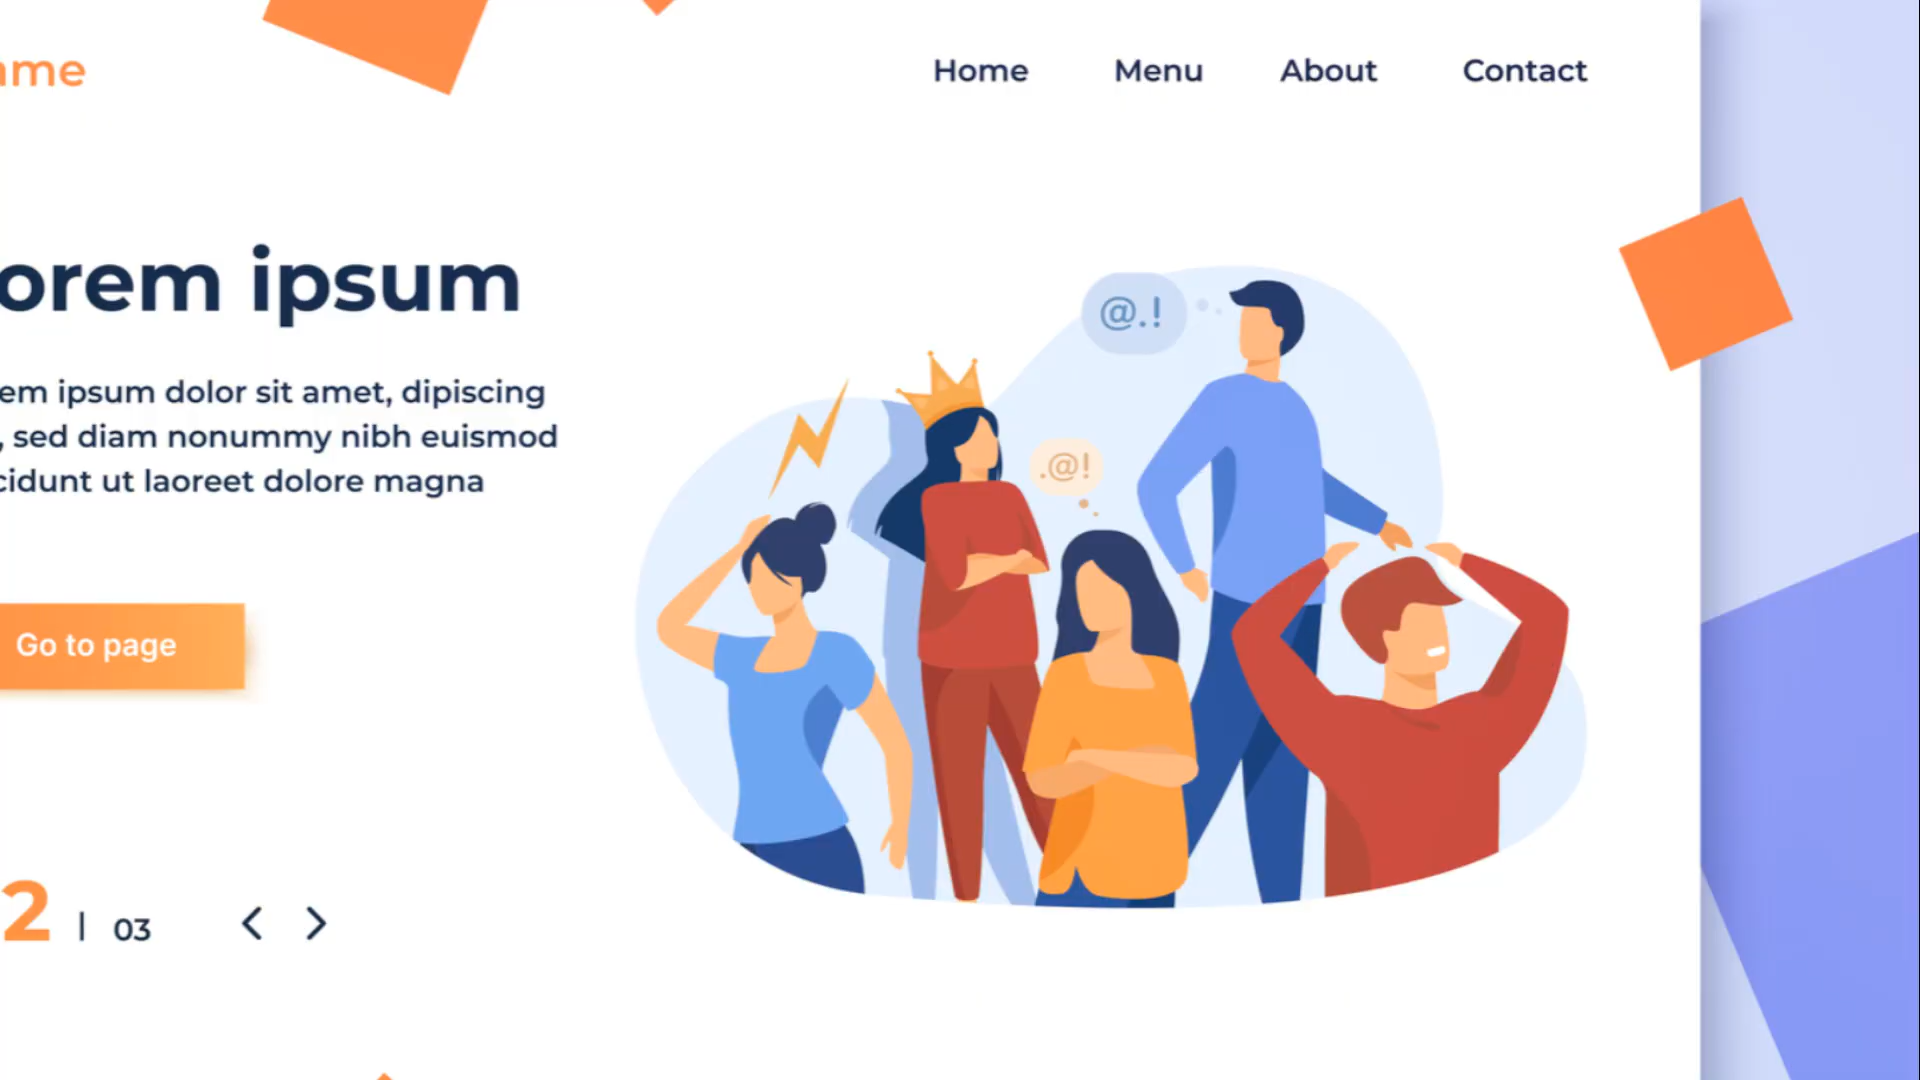 ame
Home Menu About Contact
orem ipsum
em ipsum dolor sit amet, dipiscing
, sed diam nonummy nibh euismod
cidunt ut laoreet dolore magna
@.!
.@!
Go to page
2 | 03 < >